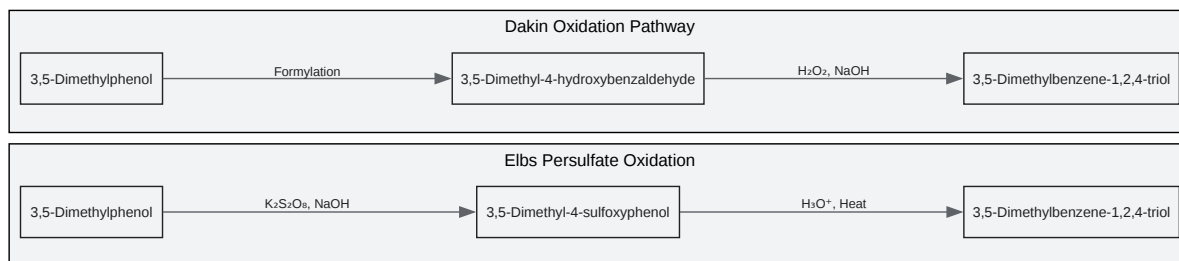 Dakin Oxidation Pathway
3,5-Dimethylphenol
Formylation
3,5-Dimethyl-4-hydroxybenzaldehyde
H₂O₂, NaOH
3,5-Dimethylbenzene-1,2,4-triol
Elbs Persulfate Oxidation
3,5-Dimethylphenol
K₂S₂O₈, NaOH
3,5-Dimethyl-4-sulfoxyphenol
H₃O⁺, Heat
3,5-Dimethylbenzene-1,2,4-triol